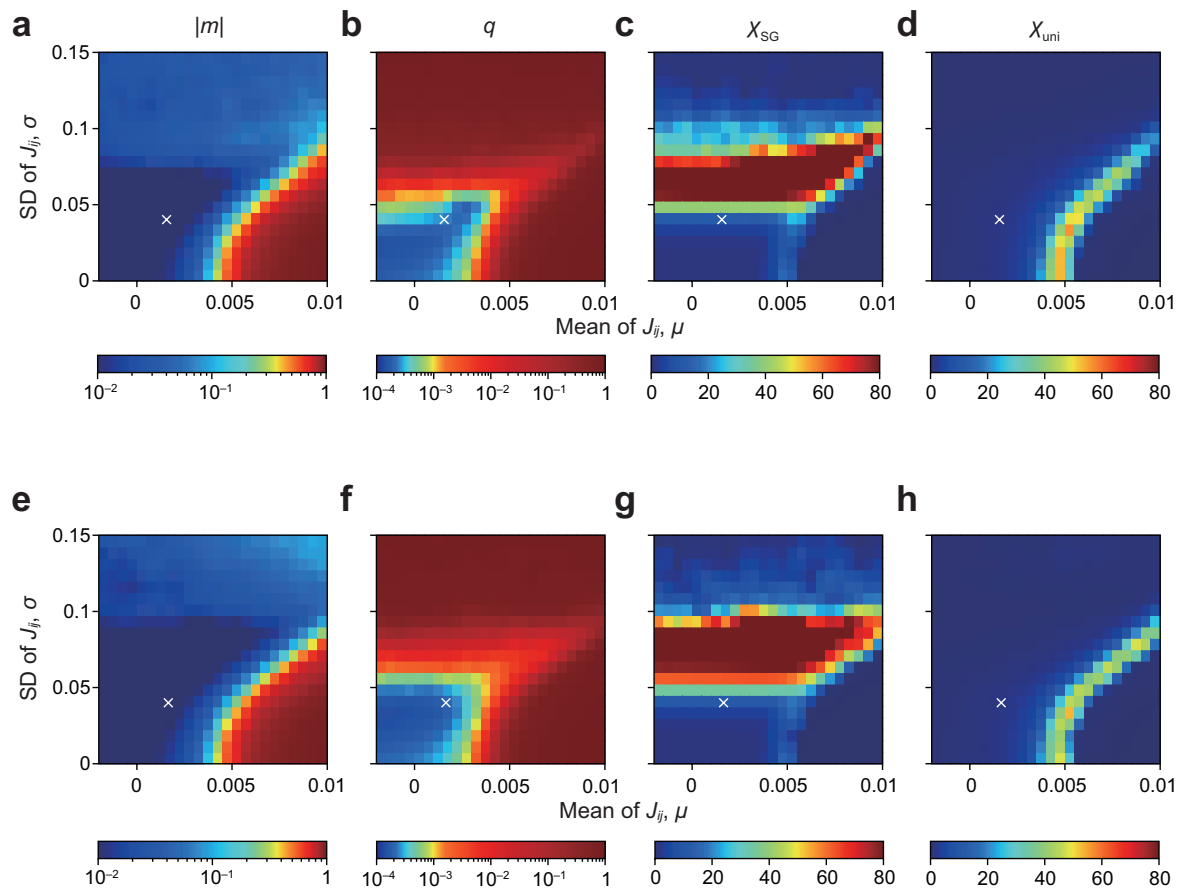 a |m| b q c χSG d χuni
0.15
0.1
0.05
0
SD of Jij, σ
0 0.005 0.01 0 0.005 0.01 0 0.005 0.01 0 0.005 0.01
Mean of Jij, μ
10−2 10−1 1 10−4 10−3 10−2 10−1 1 0 20 40 60 80 0 20 40 60 80
e f g h
0.15
0.1
0.05
0
SD of Jij, σ
0 0.005 0.01 0 0.005 0.01 0 0.005 0.01 0 0.005 0.01
Mean of Jij, μ
10−2 10−1 1 10−4 10−3 10−2 10−1 1 0 20 40 60 80 0 20 40 60 80